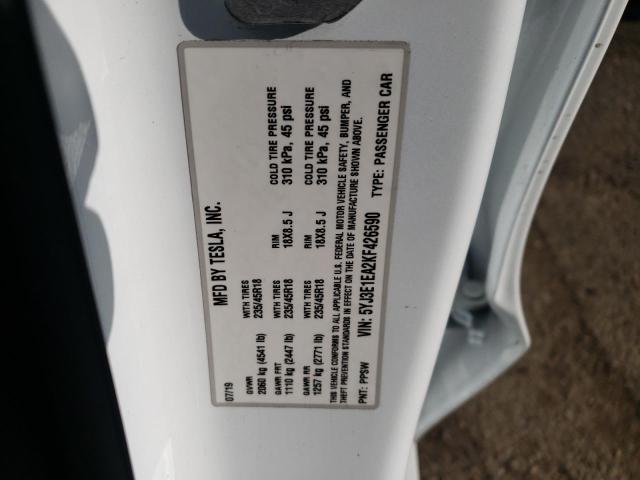 MFD BY TESLA, INC.
07/19
GVWR WITH TIRES RIM COLD TIRE PRESSURE
2060 kg (4541 lb) 235/45R18 18X8.5 J 310 kPa, 45 psi
GAWR FRT WITH TIRES
1110 kg (2447 lb) 235/45R18
GAWR RR WITH TIRES RIM COLD TIRE PRESSURE
1257 kg (2771 lb) 235/45R18 18X8.5 J 310 kPa, 45 psi
THIS VEHICLE CONFORMS TO ALL APPLICABLE U.S. FEDERAL MOTOR VEHICLE SAFETY, BUMPER, AND
THEFT PREVENTION STANDARDS IN EFFECT ON THE DATE OF MANUFACTURE SHOWN ABOVE.
PNT: PPSW VIN: 5YJ3E1EA2KF426590 TYPE: PASSENGER CAR